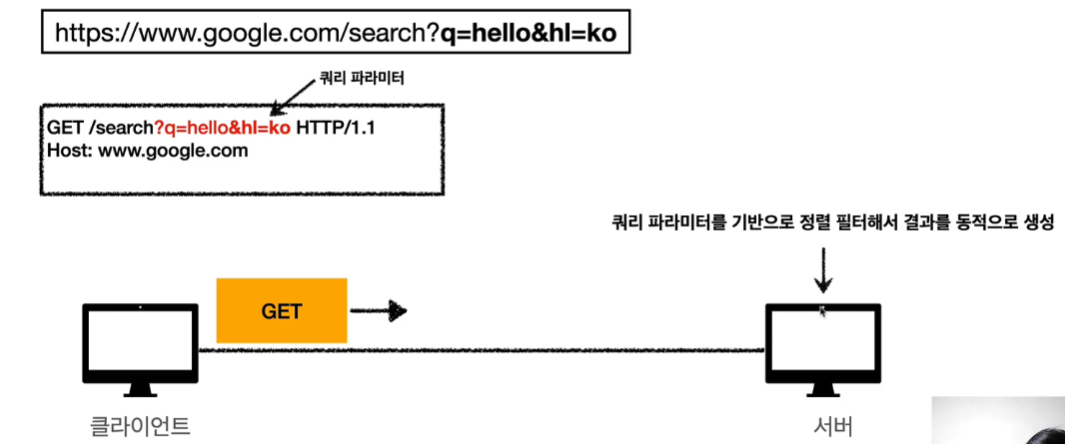 https://www.google.com/search?q=hello&hl=ko
쿼리 파라미터
GET /search?q=hello&hl=ko HTTP/1.1
Host: www.google.com
쿼리 파라미터를 기반으로 정렬 필터해서 결과를 동적으로 생성
GET
클라이언트
서버